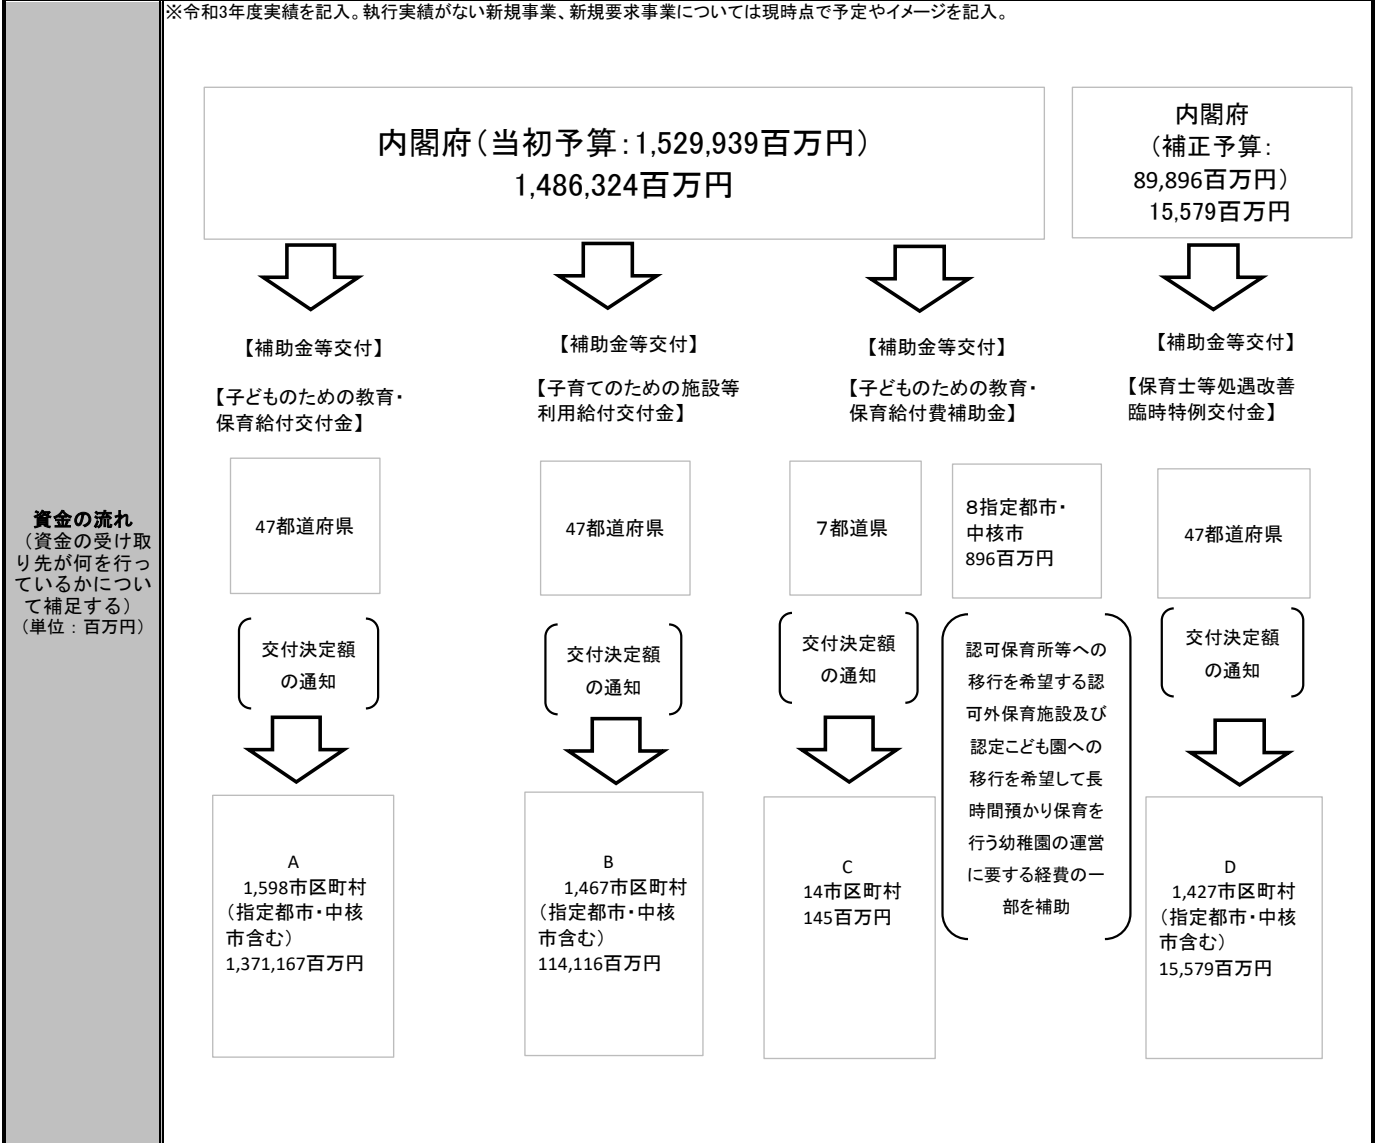 ※令和3年度実績を記入。執行実績がない新規事業、新規要求事業については現時点で予定やイメージを記入。
資金の流れ
（資金の受け取
り先が何を行っ
ているかについ
て補足する）
（単位：百万円）
内閣府（当初予算：1,529,939百万円）
1,486,324百万円
内閣府
（補正予算：
89,896百万円）
15,579百万円
【補助金等交付】
【子どものための教育・
保育給付交付金】
【補助金等交付】
【子育てのための施設等
利用給付交付金】
【補助金等交付】
【子どものための教育・
保育給付費補助金】
【補助金等交付】
【保育士等処遇改善
臨時特例交付金】
47都道府県
47都道府県
７都道県
８指定都市・
中核市
896百万円
47都道府県
交付決定額
の通知
交付決定額
の通知
交付決定額
の通知
認可保育所等への
移行を希望する認
可外保育施設及び
認定こども園への
移行を希望して長
時間預かり保育を
行う幼稚園の運営
に要する経費の一
部を補助
交付決定額
の通知
A
1,598市区町村
（指定都市・中核
市含む）
1,371,167百万円
B
1,467市区町村
（指定都市・中核
市含む）
114,116百万円
C
14市区町村
145百万円
D
1,427市区町村
（指定都市・中核
市含む）
15,579百万円